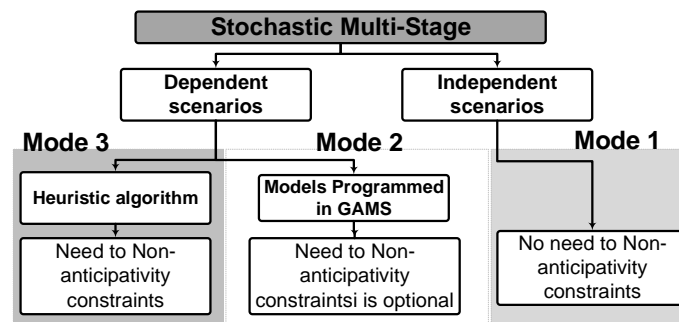 Stochastic Multi-Stage
Dependent
scenarios
Independent
scenarios
Mode 3
Mode 2
Mode 1
Heuristic algorithm
Models Programmed
in GAMS
Need to Non-
anticipativity
constraints
Need to Non-
anticipativity
constraintsi is optional
No need to Non-
anticipativity
constraints